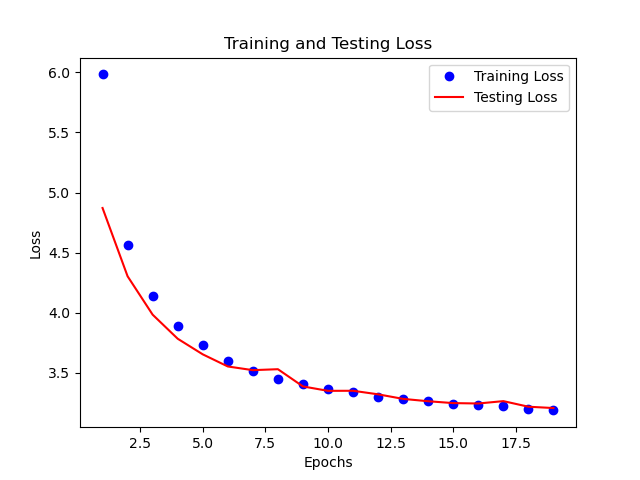 Training and Testing Loss
Training Loss
Testing Loss
6.0
5.5
5.0
4.5
4.0
3.5
Loss
2.5 5.0 7.5 10.0 12.5 15.0 17.5
Epochs